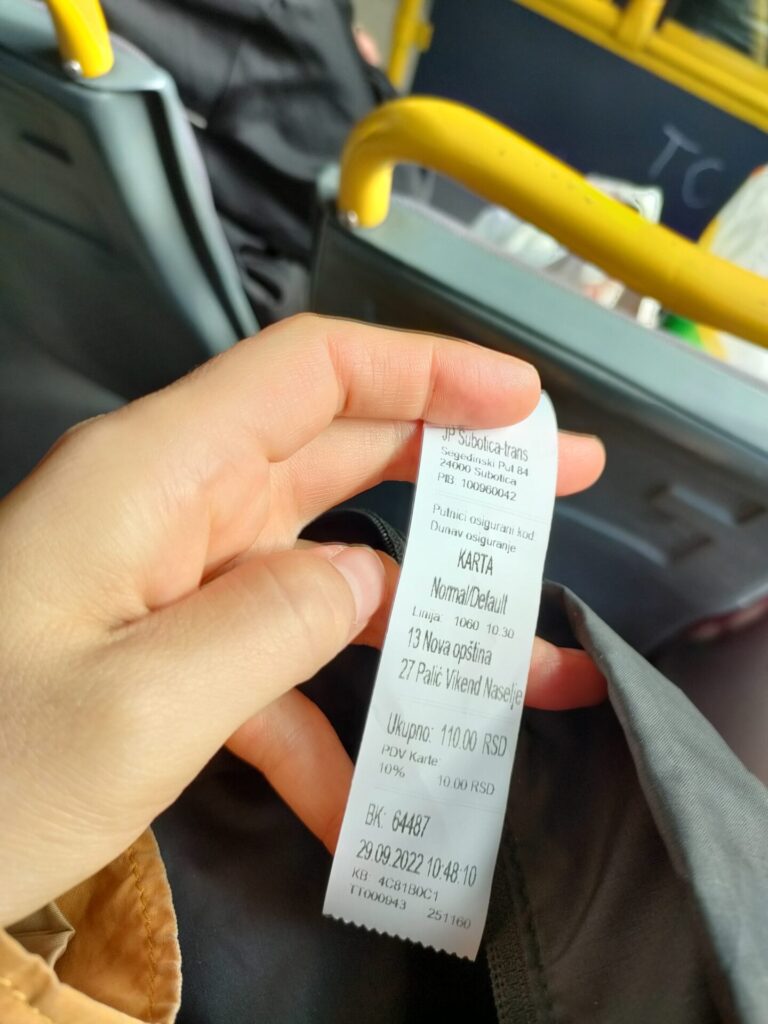 TC
JP Subotica-trans
Segedinski Put 84
24000 Subotica
PIB: 100960042
Putnici osigurani kod
Dunav osiguranje
KARTA
Normal/Default
Linija: 1060 10:30
13 Nova opština
27 Palić Vikend Naselje
Ukupno: 110.00 RSD
PDV Karte:
10% 10.00 RSD
BK: 64487
29.09.2022 10:48:10
KB: 4C81B0C1
TT000943 251160